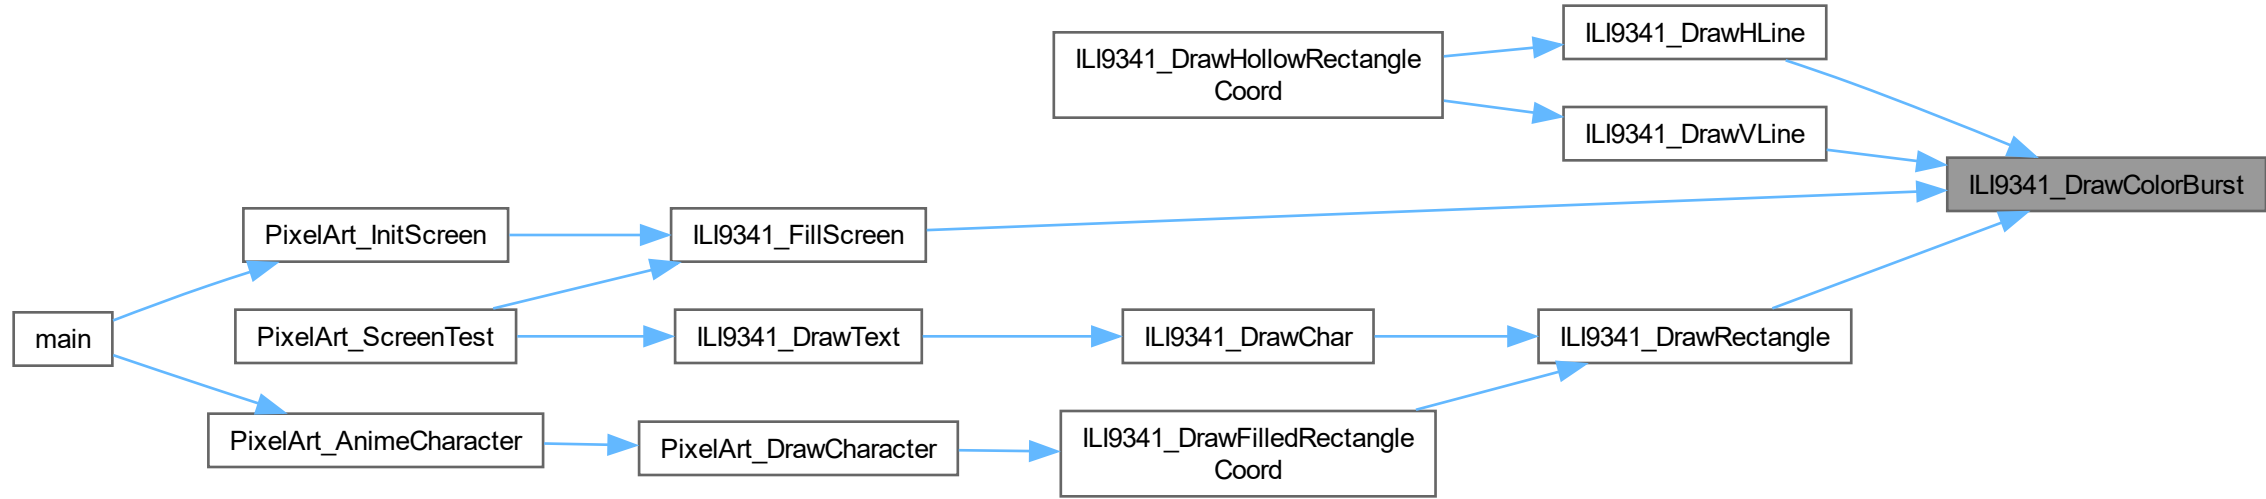 ILI9341_DrawHLine
ILI9341_DrawHollowRectangle
Coord
ILI9341_DrawVLine
ILI9341_DrawColorBurst
PixelArt_InitScreen
ILI9341_FillScreen
main
PixelArt_ScreenTest
ILI9341_DrawText
ILI9341_DrawChar
ILI9341_DrawRectangle
PixelArt_AnimeCharacter
PixelArt_DrawCharacter
ILI9341_DrawFilledRectangle
Coord